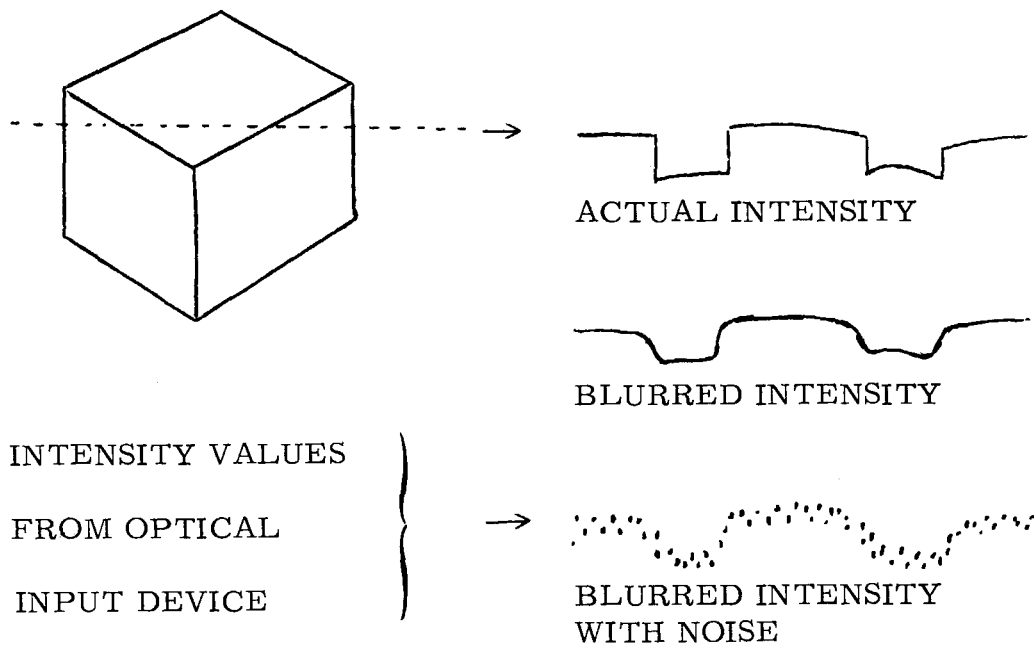 ACTUAL INTENSITY
BLURRED INTENSITY
INTENSITY VALUES
FROM OPTICAL
INPUT DEVICE
BLURRED INTENSITY
WITH NOISE